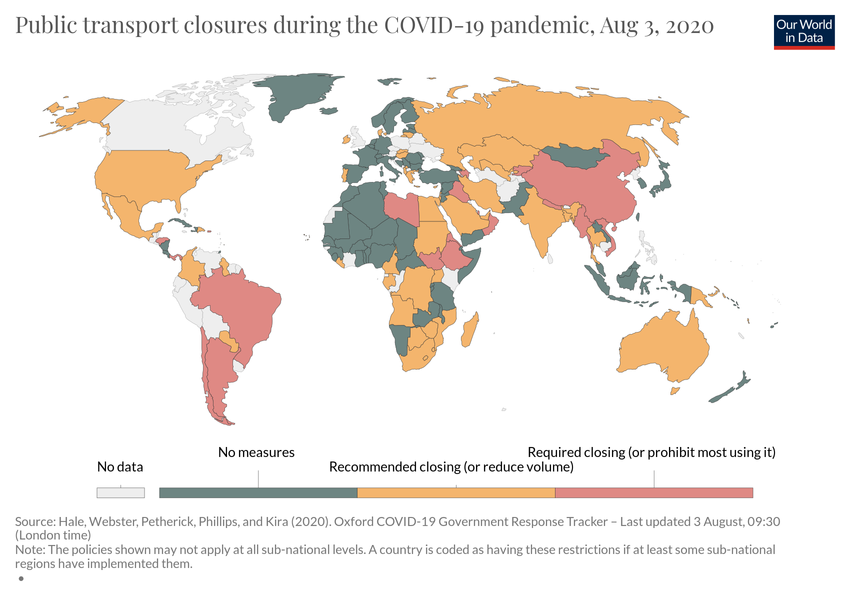 Public transport closures during the COVID-19 pandemic, Aug 3, 2020
Our World
in Data
No data
No measures
Recommended closing (or reduce volume)
Required closing (or prohibit most using it)
Source: Hale, Webster, Petherick, Phillips, and Kira (2020). Oxford COVID-19 Government Response Tracker – Last updated 3 August, 09:30
(London time)
Note: The policies shown may not apply at all sub-national levels. A country is coded as having these restrictions if at least some sub-national
regions have implemented them.